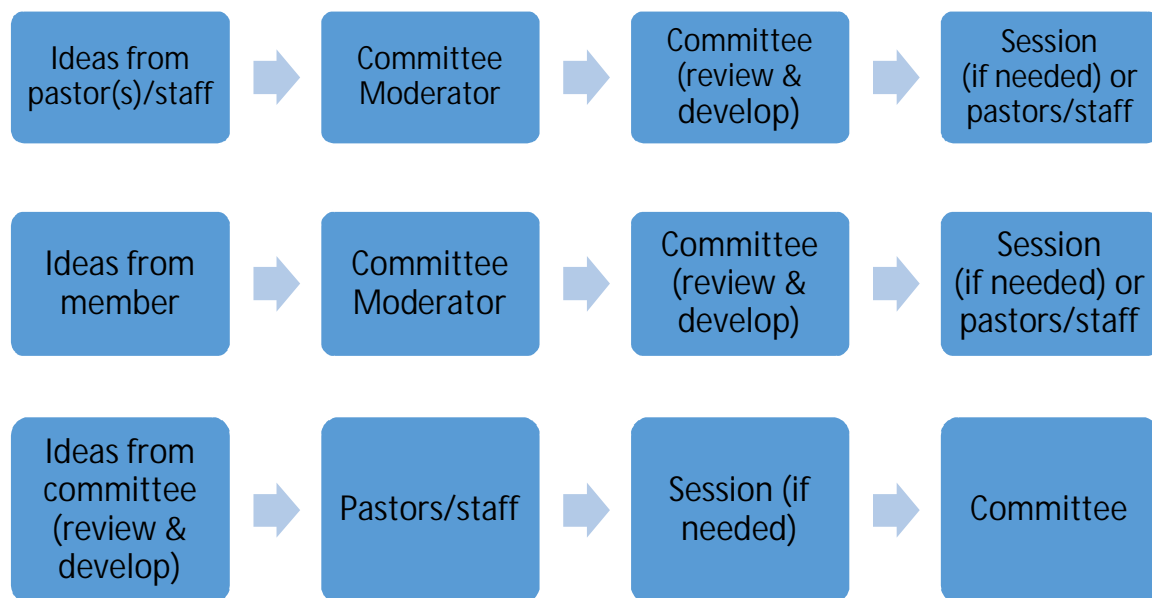 Ideas from
pastor(s)/staff
Committee
Moderator
Committee
(review &
develop)
Session
(if needed) or
pastors/staff
Ideas from
member
Committee
Moderator
Committee
(review &
develop)
Session
(if needed) or
pastors/staff
Ideas from
committee
(review &
develop)
Pastors/staff
Session (if
needed)
Committee